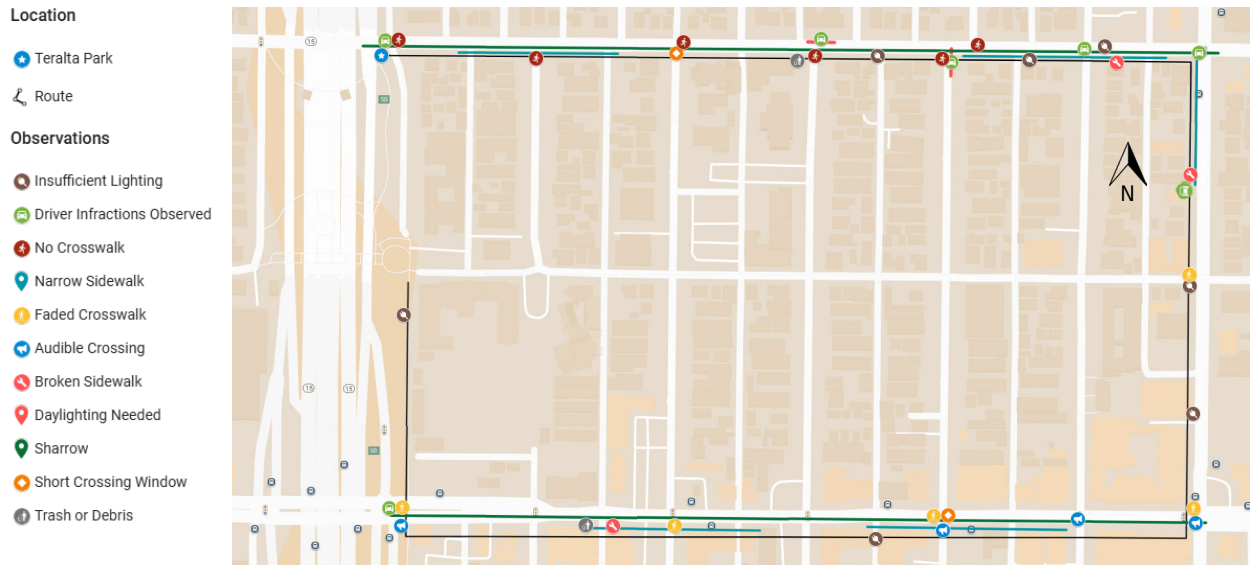 Location
Teralta Park
Route
Observations
Insufficient Lighting
Driver Infractions Observed
No Crosswalk
Narrow Sidewalk
Faded Crosswalk
Audible Crossing
Broken Sidewalk
Daylighting Needed
Sharrow
Short Crossing Window
Trash or Debris
15
N
15
15